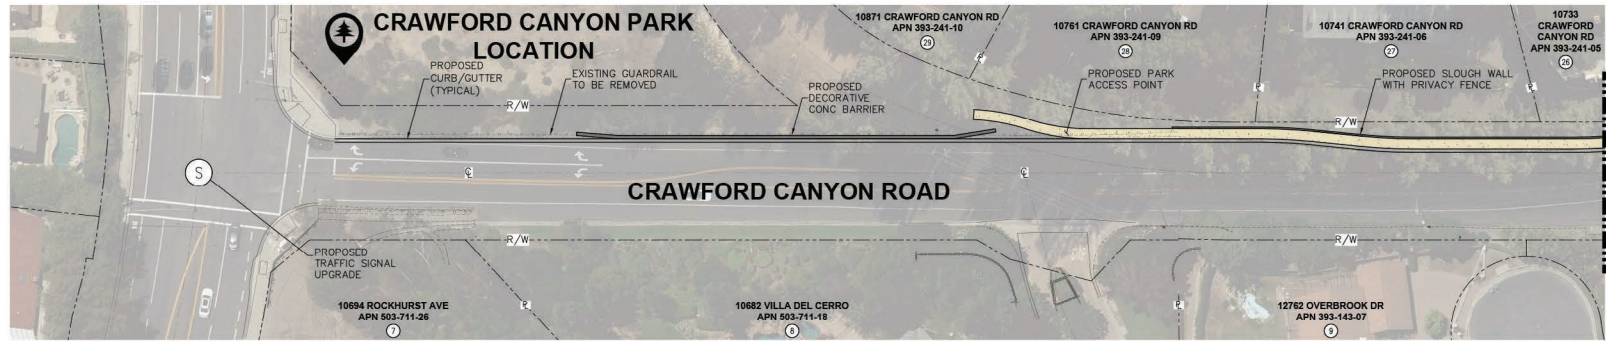 CRAWFORD CANYON PARK
LOCATION
10871 CRAWFORD CANYON RD
APN 393-241-10
29
10761 CRAWFORD CANYON RD
APN 393-241-09
28
10741 CRAWFORD CANYON RD
APN 393-241-06
27
10733
CRAWFORD
CANYON RD
APN 393-241-05
26
PROPOSED
CURB/GUTTER
(TYPICAL)
EXISTING GUARDRAIL
TO BE REMOVED
PROPOSED
DECORATIVE
CONC BARRIER
PROPOSED PARK
ACCESS POINT
PROPOSED SLOUGH WALL
WITH PRIVACY FENCE
R/W
R/W
S
CRAWFORD CANYON ROAD
PROPOSED
TRAFFIC SIGNAL
UPGRADE
R/W
R/W
10694 ROCKHURST AVE
APN 503-711-26
7
10682 VILLA DEL CERRO
APN 503-711-18
8
12762 OVERBROOK DR
APN 393-143-07
9